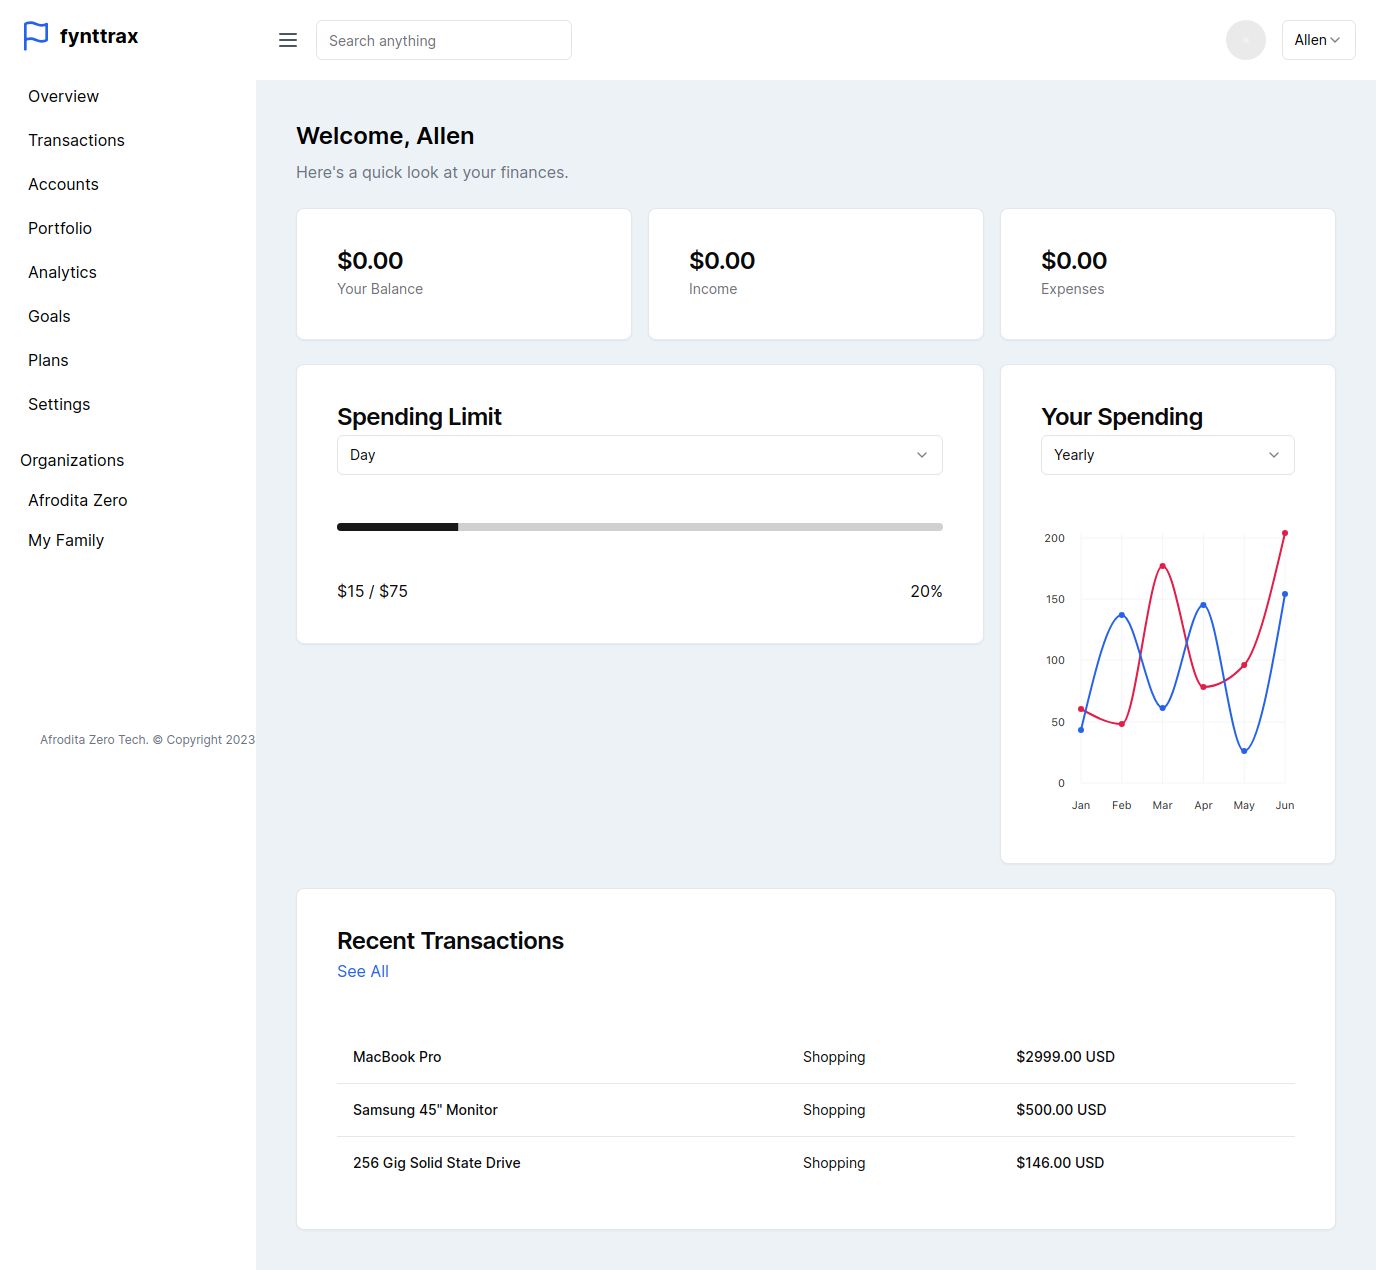 fynttrax
Search anything
Allen
Overview
Transactions
Accounts
Portfolio
Analytics
Goals
Plans
Settings
Organizations
Afrodita Zero
My Family
Afrodita Zero Tech. © Copyright 2023
Welcome, Allen
Here's a quick look at your finances.
$0.00
Your Balance
$0.00
Income
$0.00
Expenses
Spending Limit
Day
$15 / $75 20%
Your Spending
Yearly
200
150
100
50
0
Jan Feb Mar Apr May Jun
Recent Transactions
See All
MacBook Pro Shopping $2999.00 USD
Samsung 45" Monitor Shopping $500.00 USD
256 Gig Solid State Drive Shopping $146.00 USD